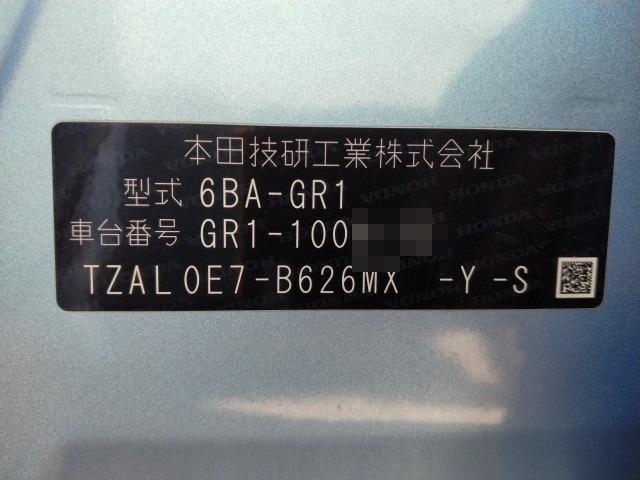 本田技研工業株式会社
型式 6BA-GR1
車台番号 GR1-100
TZAL0E7-B626MX -Y-S